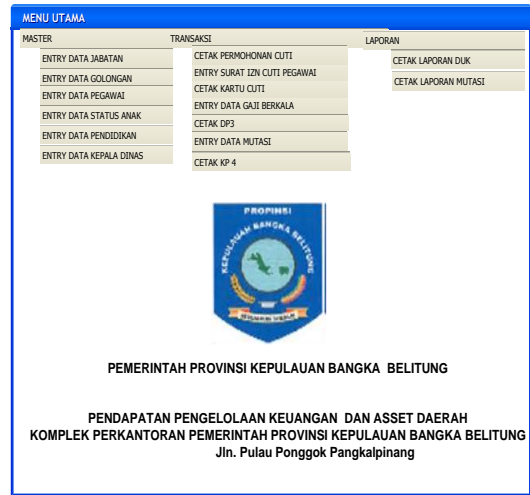 MENU UTAMA
MASTER
ENTRY DATA JABATAN
ENTRY DATA GOLONGAN
ENTRY DATA PEGAWAI
ENTRY DATA STATUS ANAK
ENTRY DATA PENDIDIKAN
ENTRY DATA KEPALA DINAS
TRANSAKSI
CETAK PERMOHONAN CUTI
ENTRY SURAT IZN CUTI PEGAWAI
CETAK KARTU CUTI
ENTRY DATA GAJI BERKALA
CETAK DP3
ENTRY DATA MUTASI
CETAK KP 4
LAPORAN
CETAK LAPORAN DUK
CETAK LAPORAN MUTASI
PROPINSI
KEPULAUAN BANGKA BELITUNG
PEMERINTAH PROVINSI KEPULAUAN BANGKA BELITUNG
PENDAPATAN PENGELOLAAN KEUANGAN DAN ASSET DAERAH
KOMPLEK PERKANTORAN PEMERINTAH PROVINSI KEPULAUAN BANGKA BELITUNG
Jln. Pulau Ponggok Pangkalpinang